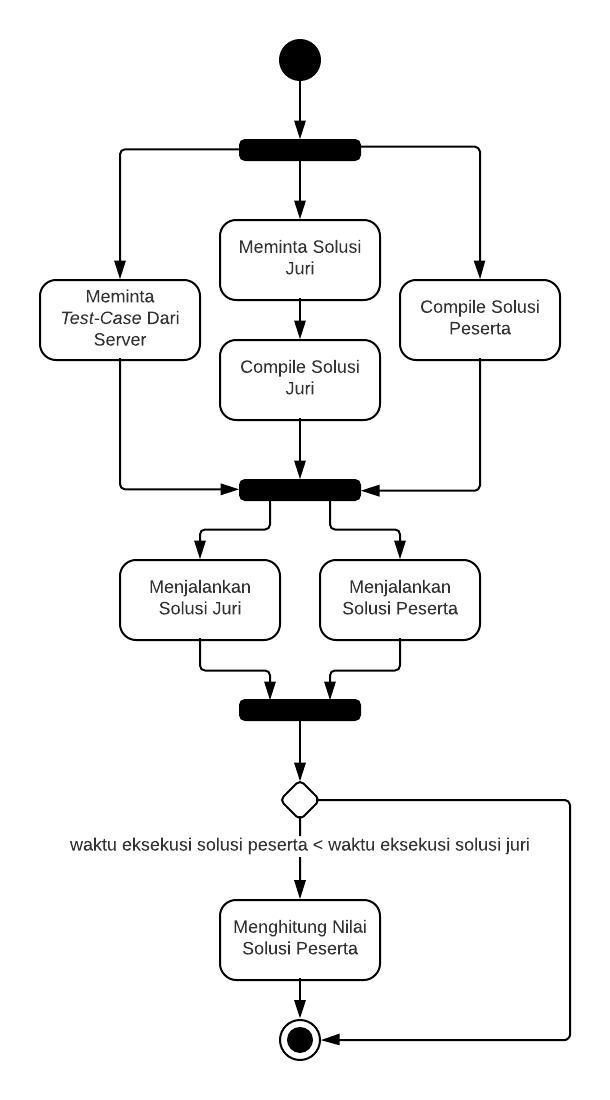 Meminta Solusi
Juri
Meminta
Test-Case Dari
Server
Compile Solusi
Peserta
Compile Solusi
Juri
Menjalankan
Solusi Juri
Menjalankan
Solusi Peserta
waktu eksekusi solusi peserta < waktu eksekusi solusi juri
Menghitung Nilai
Solusi Peserta